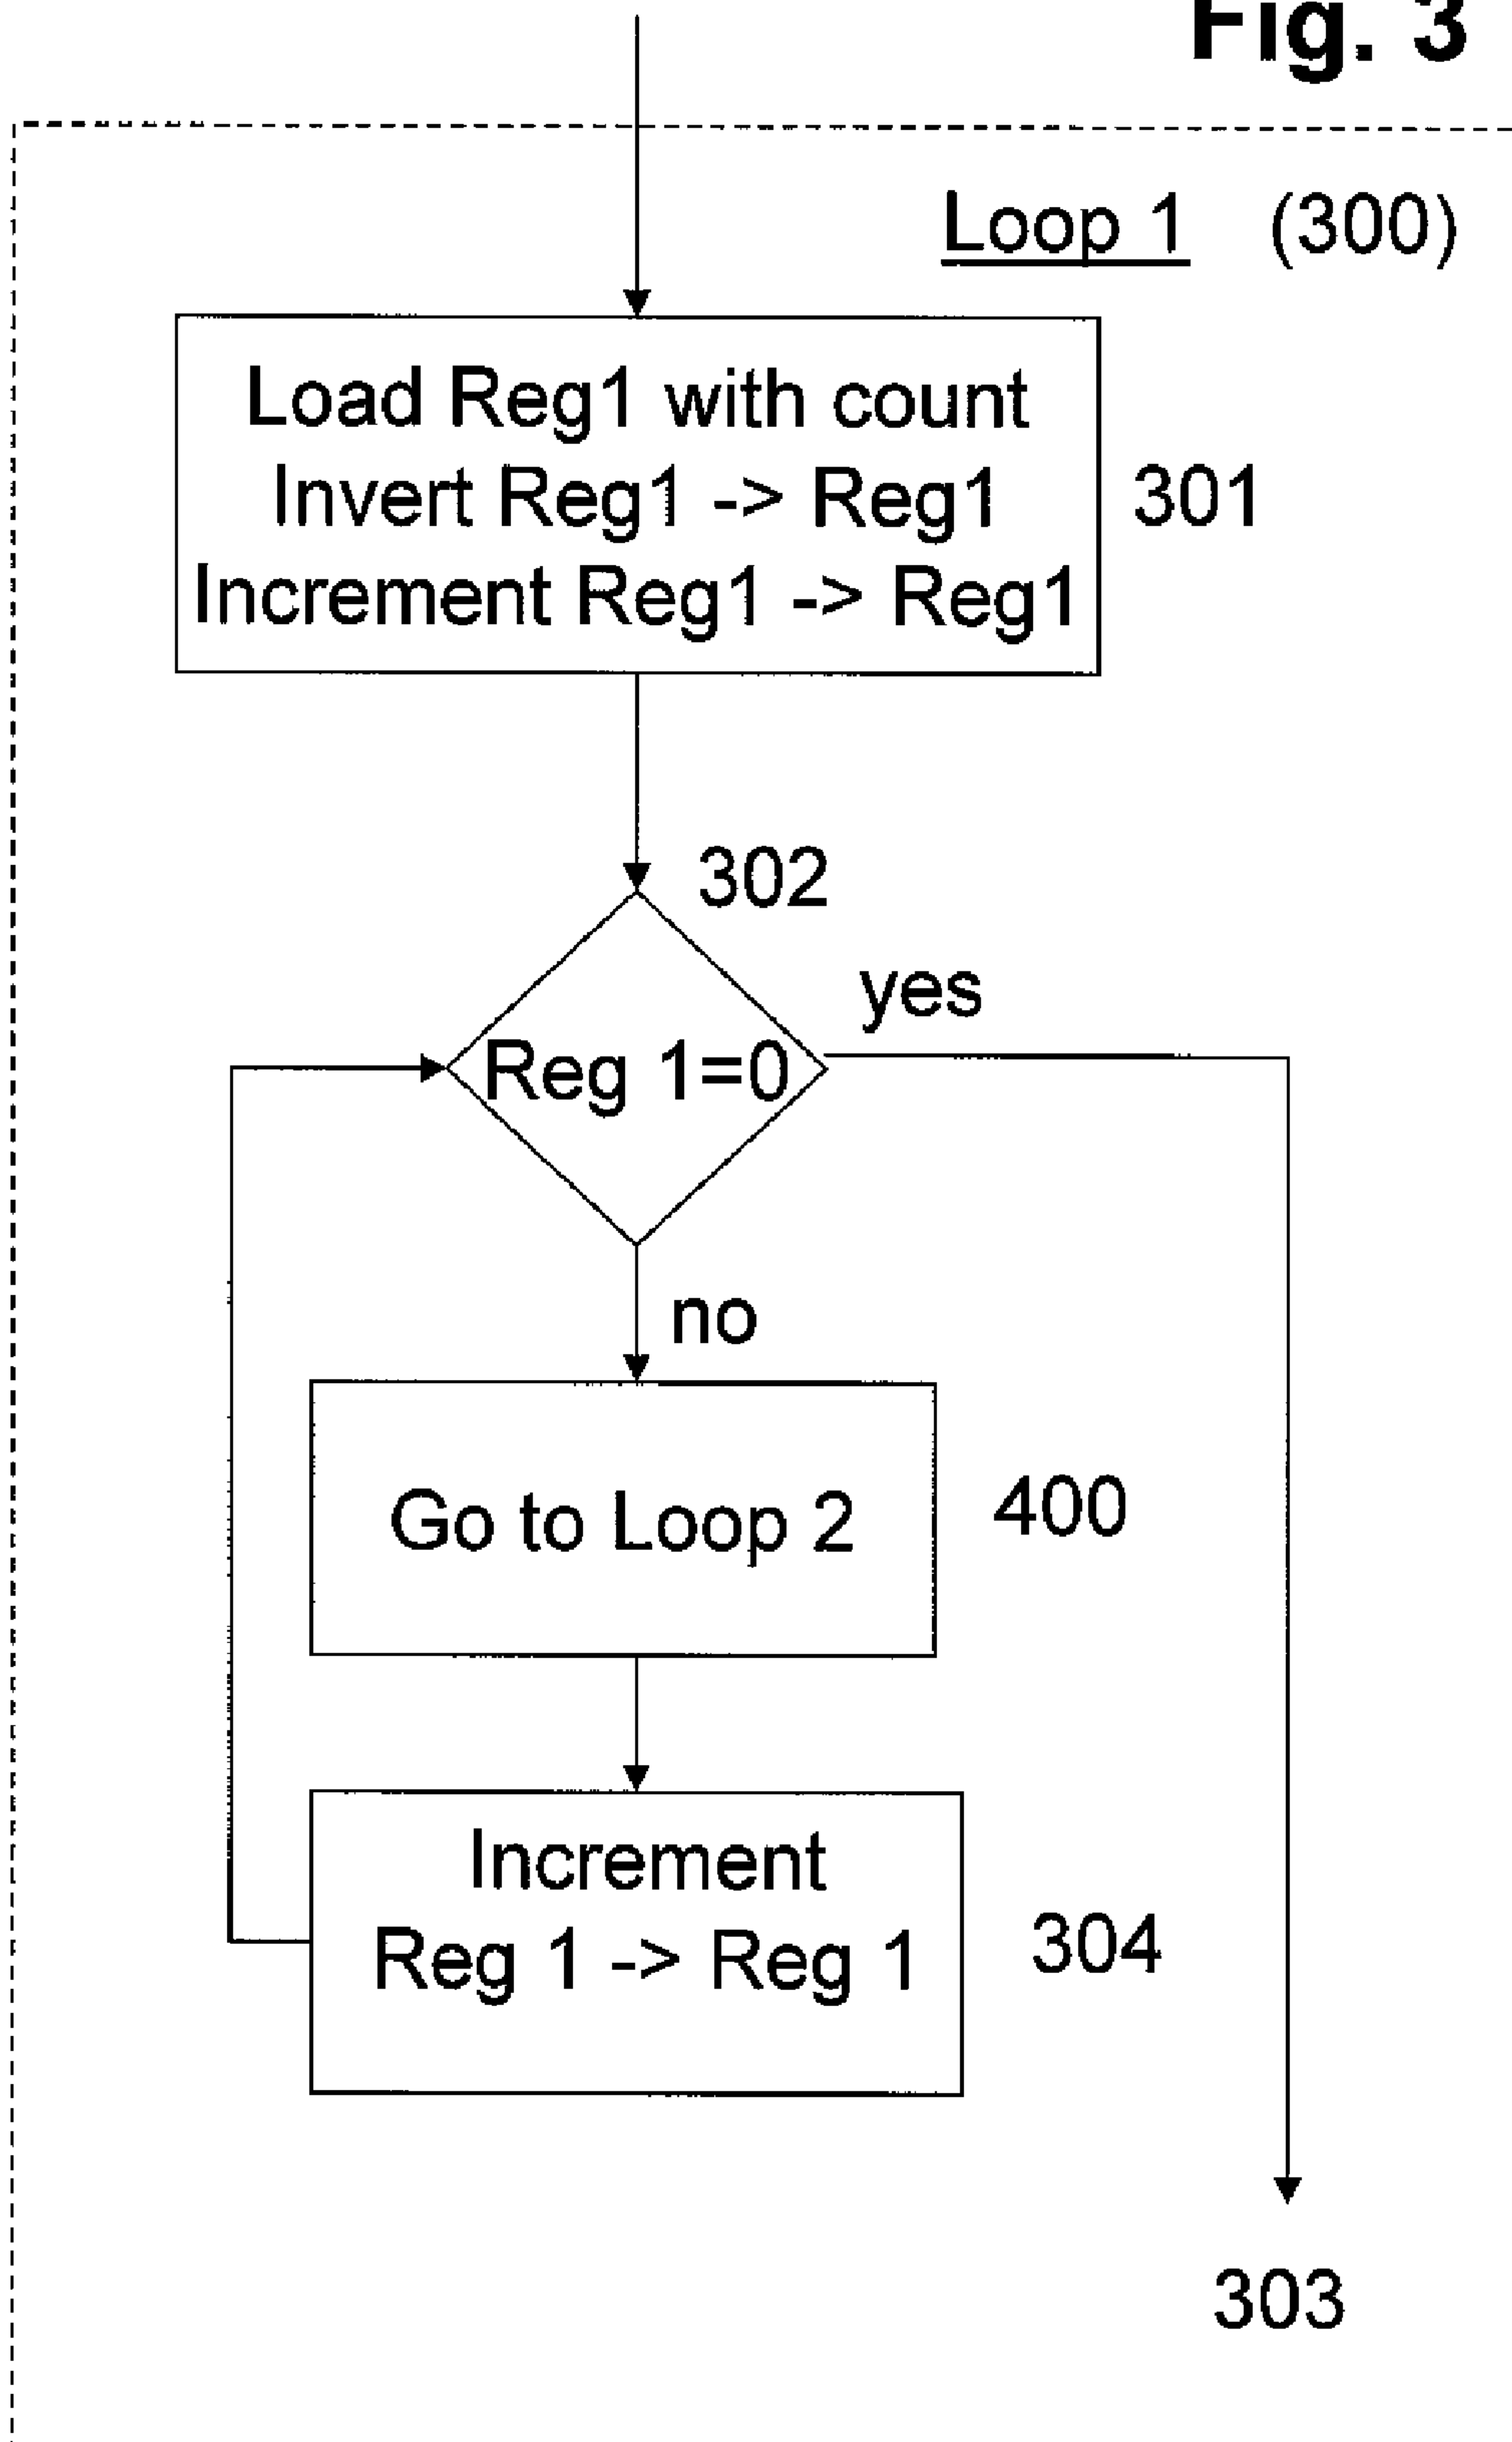 Fig. 3
Loop 1 (300)
Load Reg1 with count
Invert Reg1 -> Reg1
Increment Reg1 -> Reg1
301
302
yes
Reg 1=0
no
Go to Loop 2
400
Increment
Reg 1 -> Reg 1
304
303